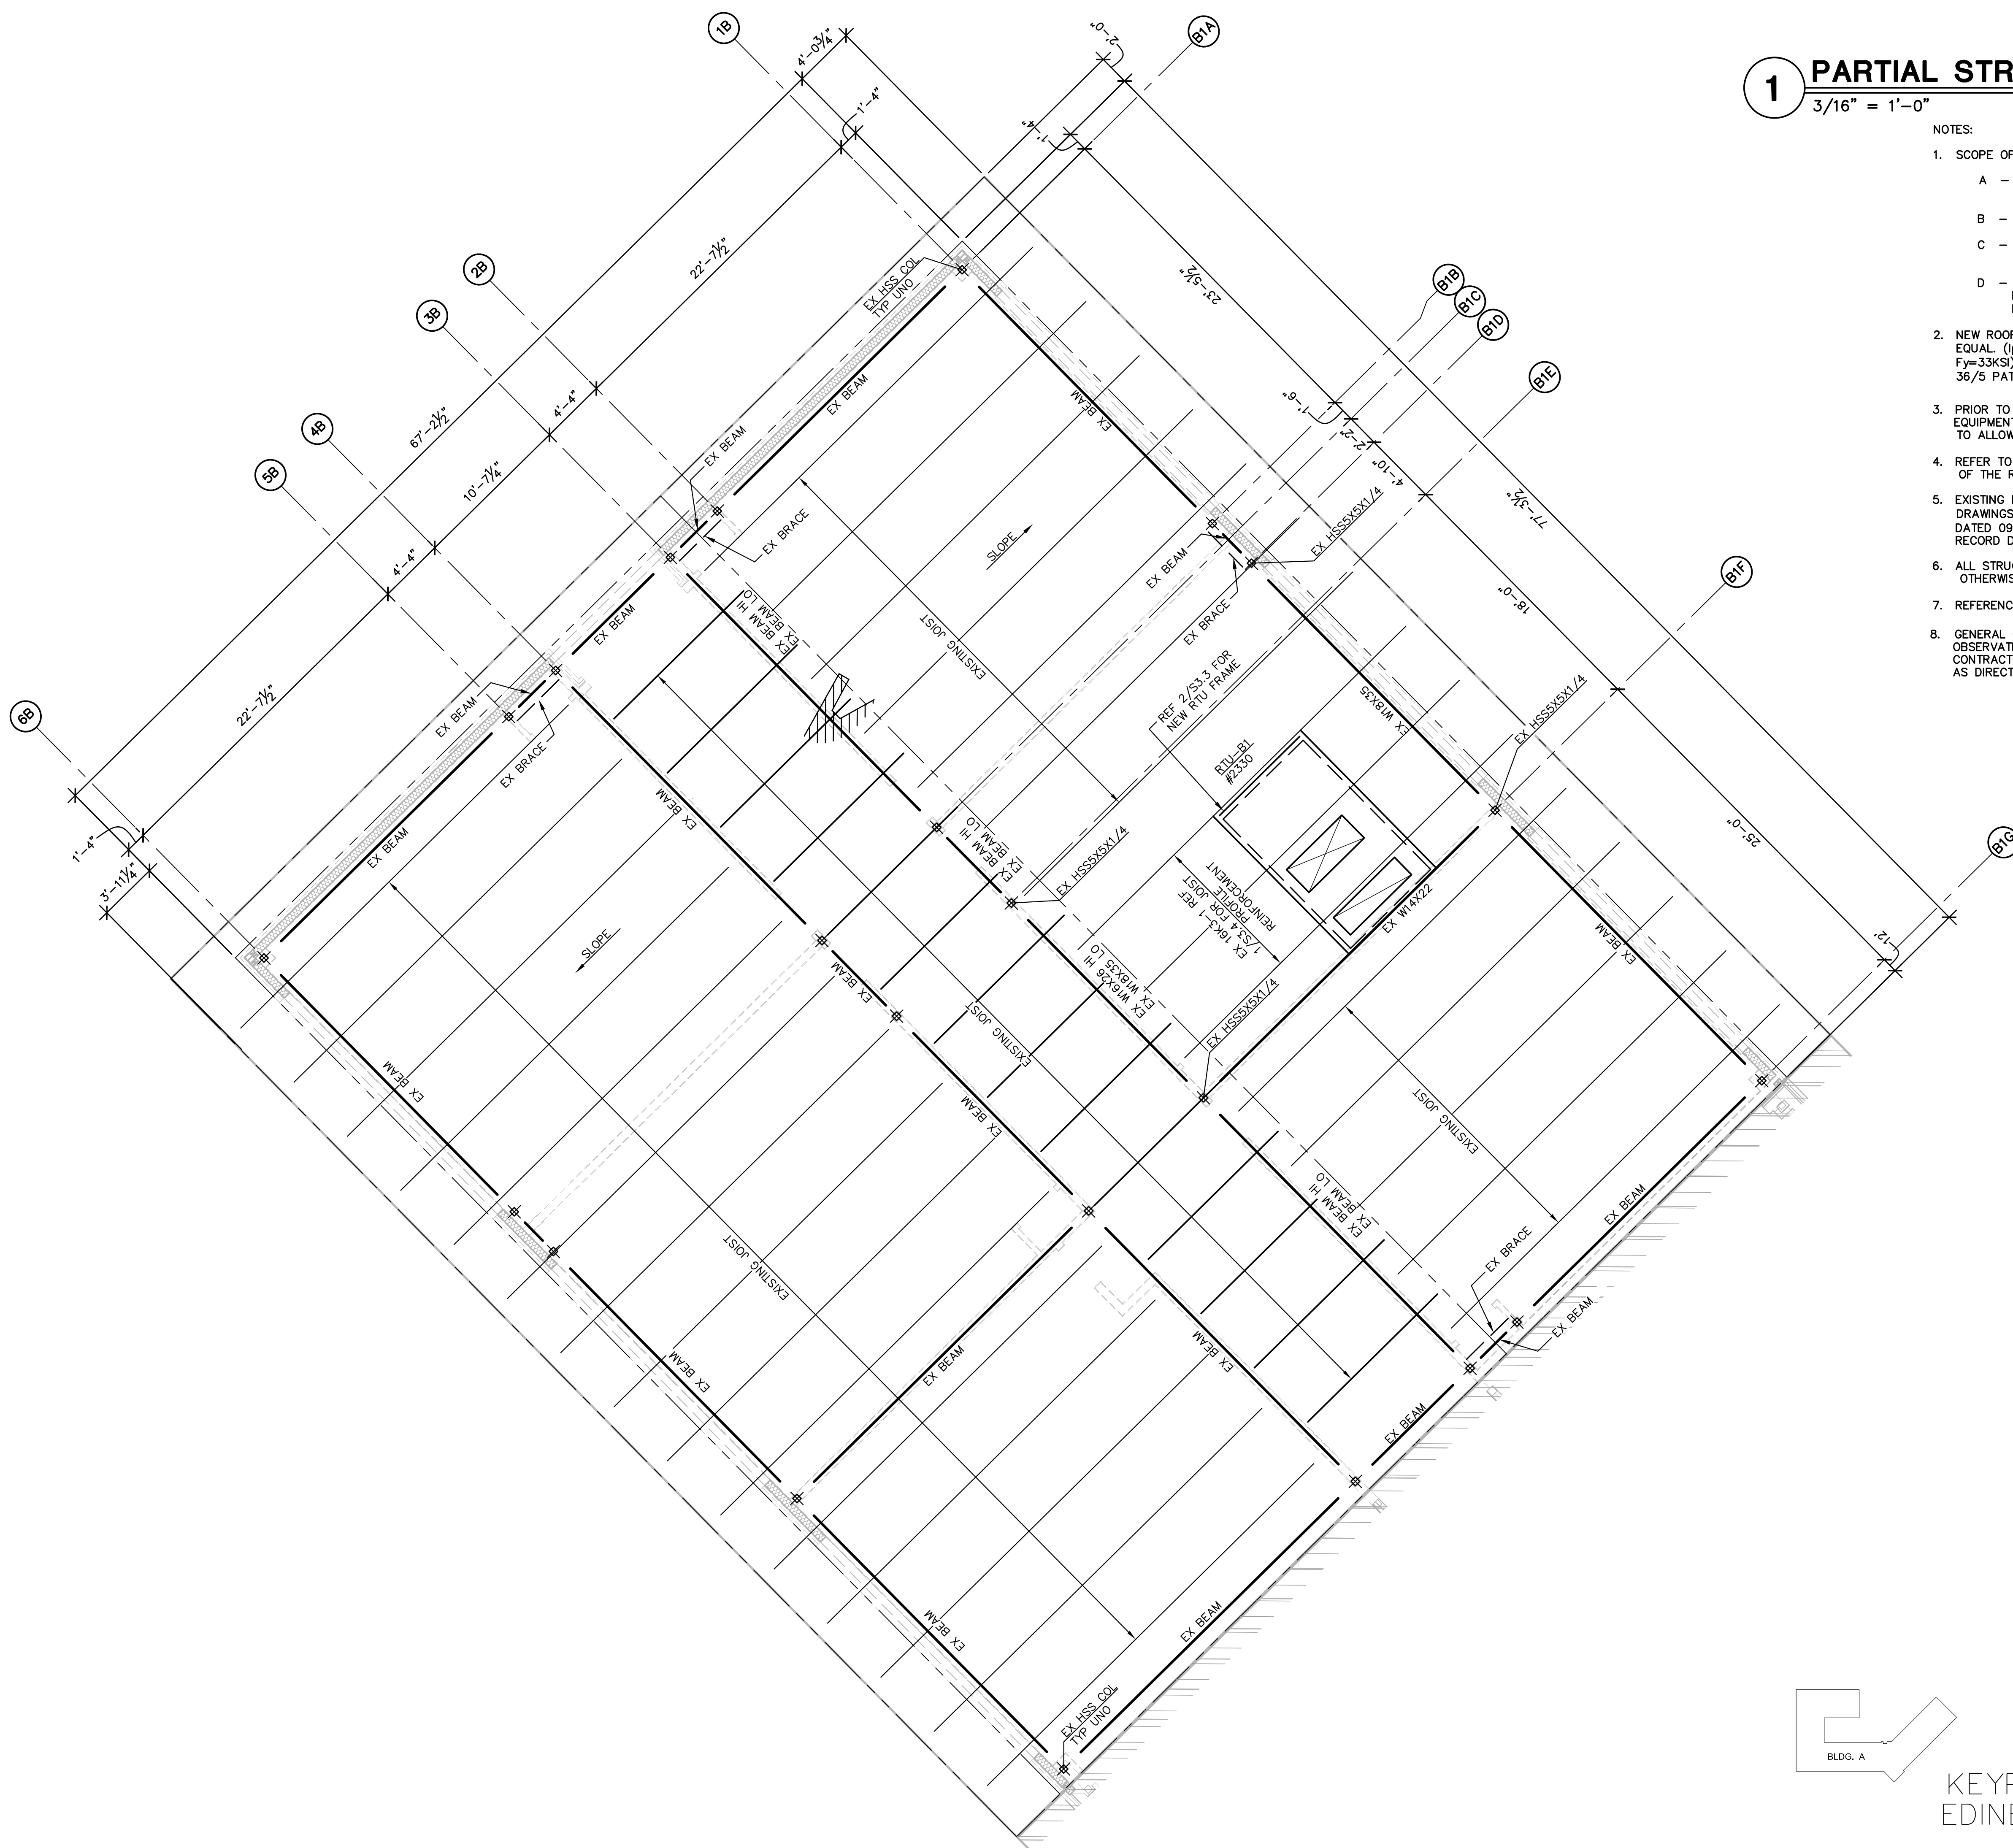 1
PARTIAL STR
3/16" = 1'-0"
NOTES:
1. SCOPE OF
A -
B -
C -
D -
2. NEW ROOF
EQUAL. (I
Fy=33KSI)
36/5 PAT
3. PRIOR TO
EQUIPMENT
TO ALLOW
4. REFER TO
OF THE R
5. EXISTING
DRAWINGS
DATED 09
RECORD D
6. ALL STRU
OTHERWIS
7. REFERENC
8. GENERAL
OBSERVAT
CONTRACT
AS DIRECT
1B
2B
3B
4B
5B
6B
B1A
B1B
B1C
B1D
B1E
B1F
B1G
4'-0¾"
1'-4"
22'-7½"
67'-2½"
4'-4"
10'-7¼"
4'-4"
22'-7½"
1'-4"
3'-11¼"
2'-0"
1'-4"
23'-5½"
1'-6"
2'-2"
4'-10"
77'-3½"
18'-0"
25'-0"
12"
EX HSS COL
TYP UNO
EX BEAM
EX BEAM
EX BEAM
EX BRACE
SLOPE
EX BEAM
EX BRACE
EX HSS5X5X1/4
EX BEAM
EX BEAM HI
EX BEAM LO
EXISTING JOIST
REF 2/S3.3 FOR
NEW RTU FRAME
EX W18X35
EX HSS5X5X1/4
RTU-B1
#2330
EX BEAM
EX BRACE
EX BEAM
EX BEAM
EX BEAM HI
EX BEAM LO
EX HSS5X5X1/4
EX 16K3-1 REF
1/S3.4 PROFILE
FOR JOIST
REINFORCEMENT
EX W14X22
EX BEAM
SLOPE
EX BEAM
EX W16X26 HI
EX W18X35 LO
EX HSS5X5X1/4
EXISTING JOIST
EX BEAM
EX BEAM
EXISTING JOIST
EX BEAM HI
EX BEAM LO
EX BEAM
EX BRACE
EX BEAM
EXISTING JOIST
EX BEAM
EX BEAM
EX BEAM
EX BEAM
EX BEAM
EX BEAM
EX HSS COL
TYP UNO
BLDG. A
KEYP
EDINB